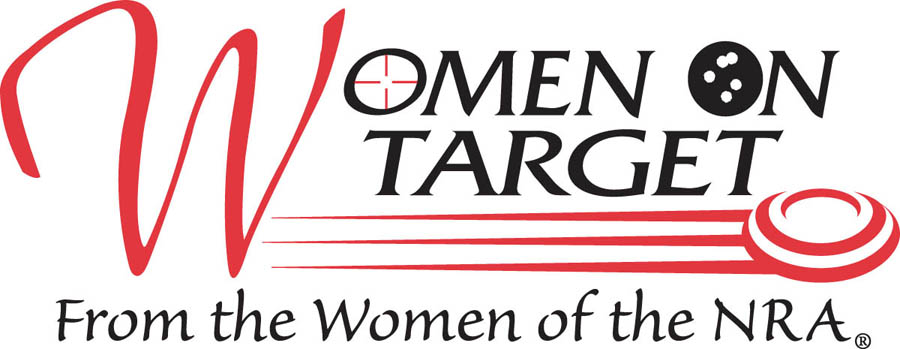 WOMEN ON
TARGET
From the Women of the NRA®